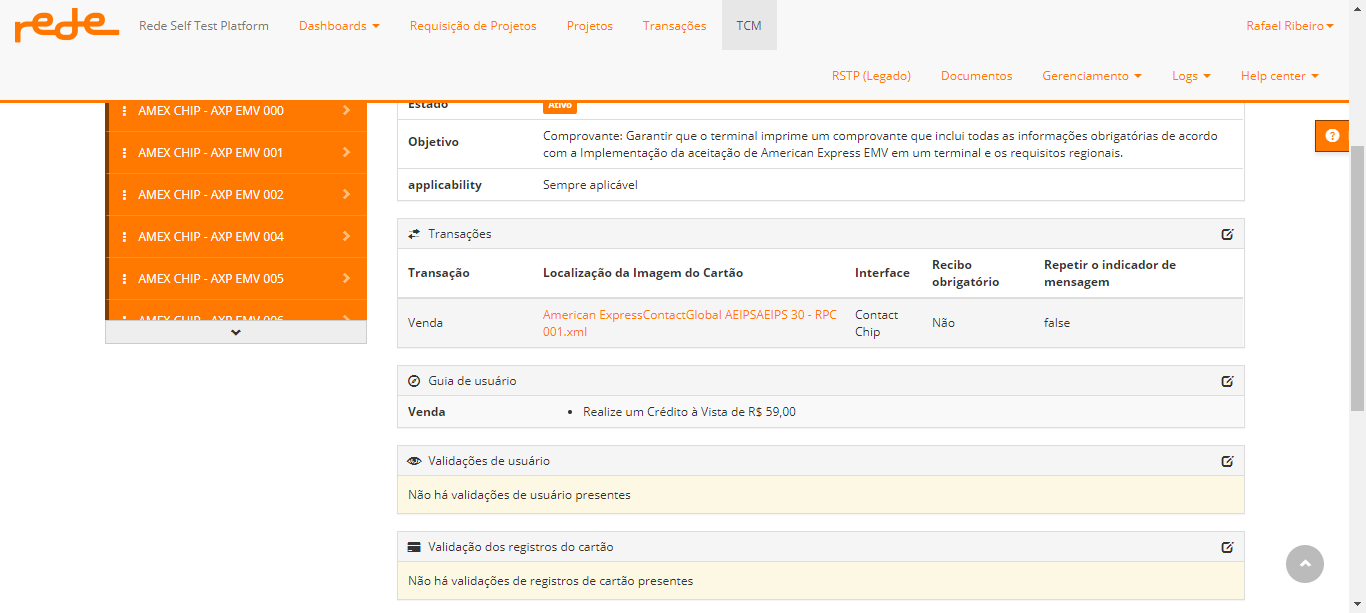 rede
Rede Self Test Platform
Dashboards
Requisição de Projetos
Projetos
Transações
TCM
Rafael Ribeiro
RSTP (Legado)
Documentos
Gerenciamento
Logs
Help center
AMEX CHIP - AXP EMV 000
AMEX CHIP - AXP EMV 001
AMEX CHIP - AXP EMV 002
AMEX CHIP - AXP EMV 004
AMEX CHIP - AXP EMV 005
AMEX CHIP - AXP EMV 006
Estado
Ativo
Objetivo
Comprovante: Garantir que o terminal imprime um comprovante que inclui todas as informações obrigatórias de acordo
com a Implementação da aceitação de American Express EMV em um terminal e os requisitos regionais.
applicability
Sempre aplicável
Transações
Transação
Localização da Imagem do Cartão
Interface
Recibo
obrigatório
Repetir o indicador de
mensagem
Venda
American ExpressContactGlobal AEIPSAEIPS 30 - RPC
001.xml
Contact
Chip
Não
false
Guia de usuário
Venda
• Realize um Crédito à Vista de R$ 59,00
Validações de usuário
Não há validações de usuário presentes
Validação dos registros do cartão
Não há validações de registros de cartão presentes